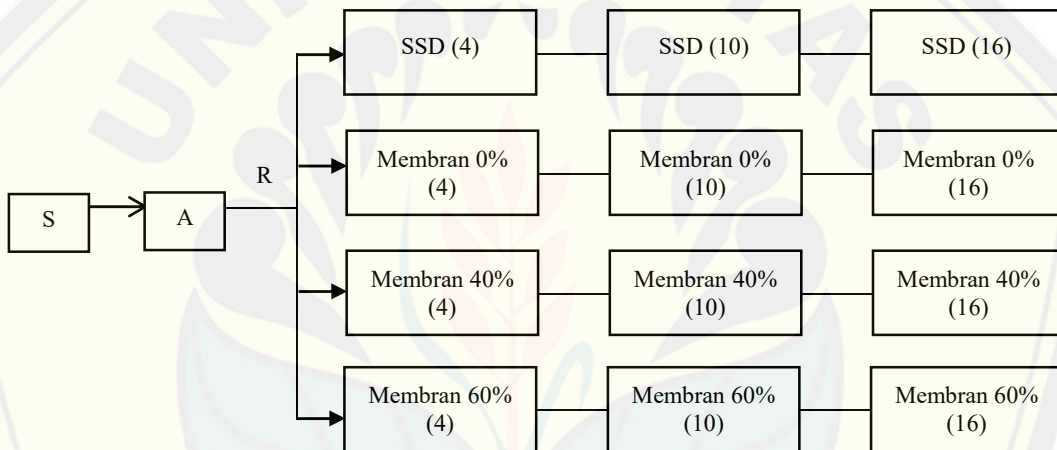 SSD (4)
SSD (10)
SSD (16)
R
Membran 0%
(4)
Membran 0%
(10)
Membran 0%
(16)
S
A
Membran 40%
(4)
Membran 40%
(10)
Membran 40%
(16)
Membran 60%
(4)
Membran 60%
(10)
Membran 60%
(16)